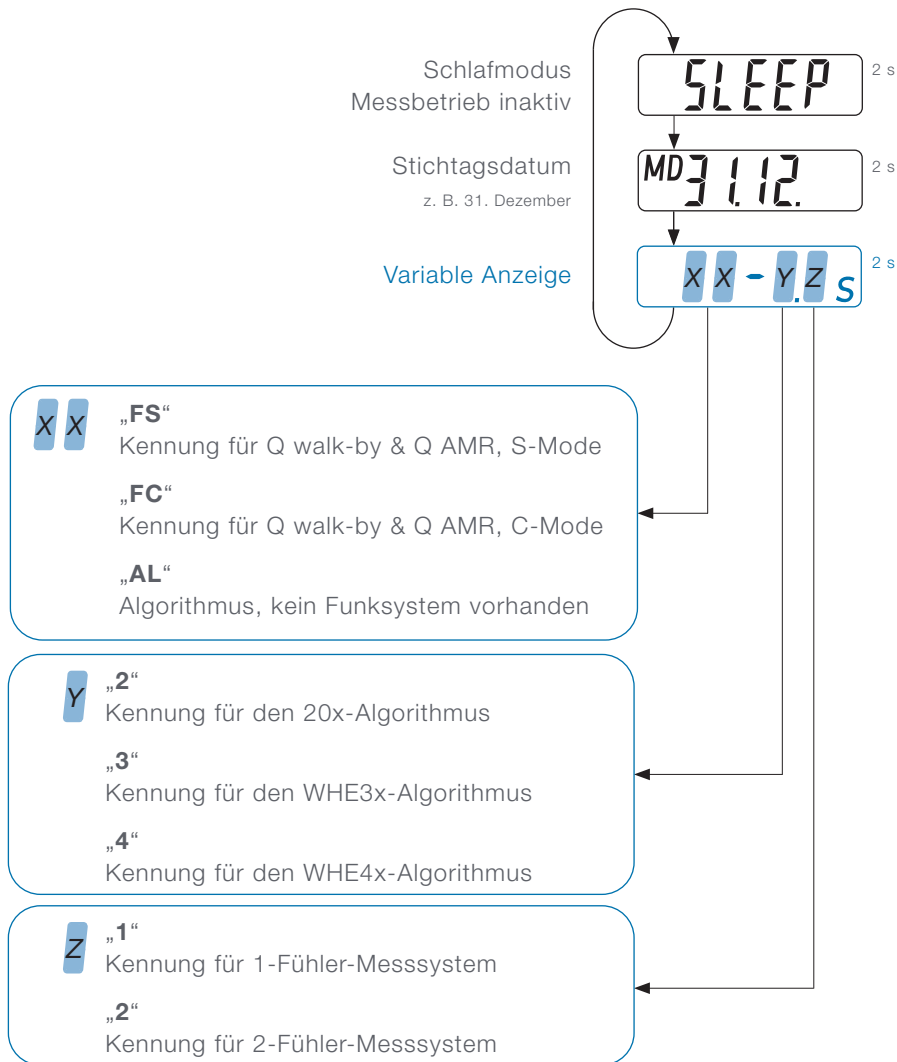 Schlafmodus
Messbetrieb inaktiv
SLEEP
2 s
Stichtagsdatum
z. B. 31. Dezember
MD 31.12.
2 s
Variable Anzeige
X X - Y.Z s
2 s
X X
„FS“
Kennung für Q walk-by & Q AMR, S-Mode
„FC“
Kennung für Q walk-by & Q AMR, C-Mode
„AL“
Algorithmus, kein Funksystem vorhanden
Y
„2“
Kennung für den 20x-Algorithmus
„3“
Kennung für den WHE3x-Algorithmus
„4“
Kennung für den WHE4x-Algorithmus
Z
„1“
Kennung für 1-Fühler-Messsystem
„2“
Kennung für 2-Fühler-Messsystem